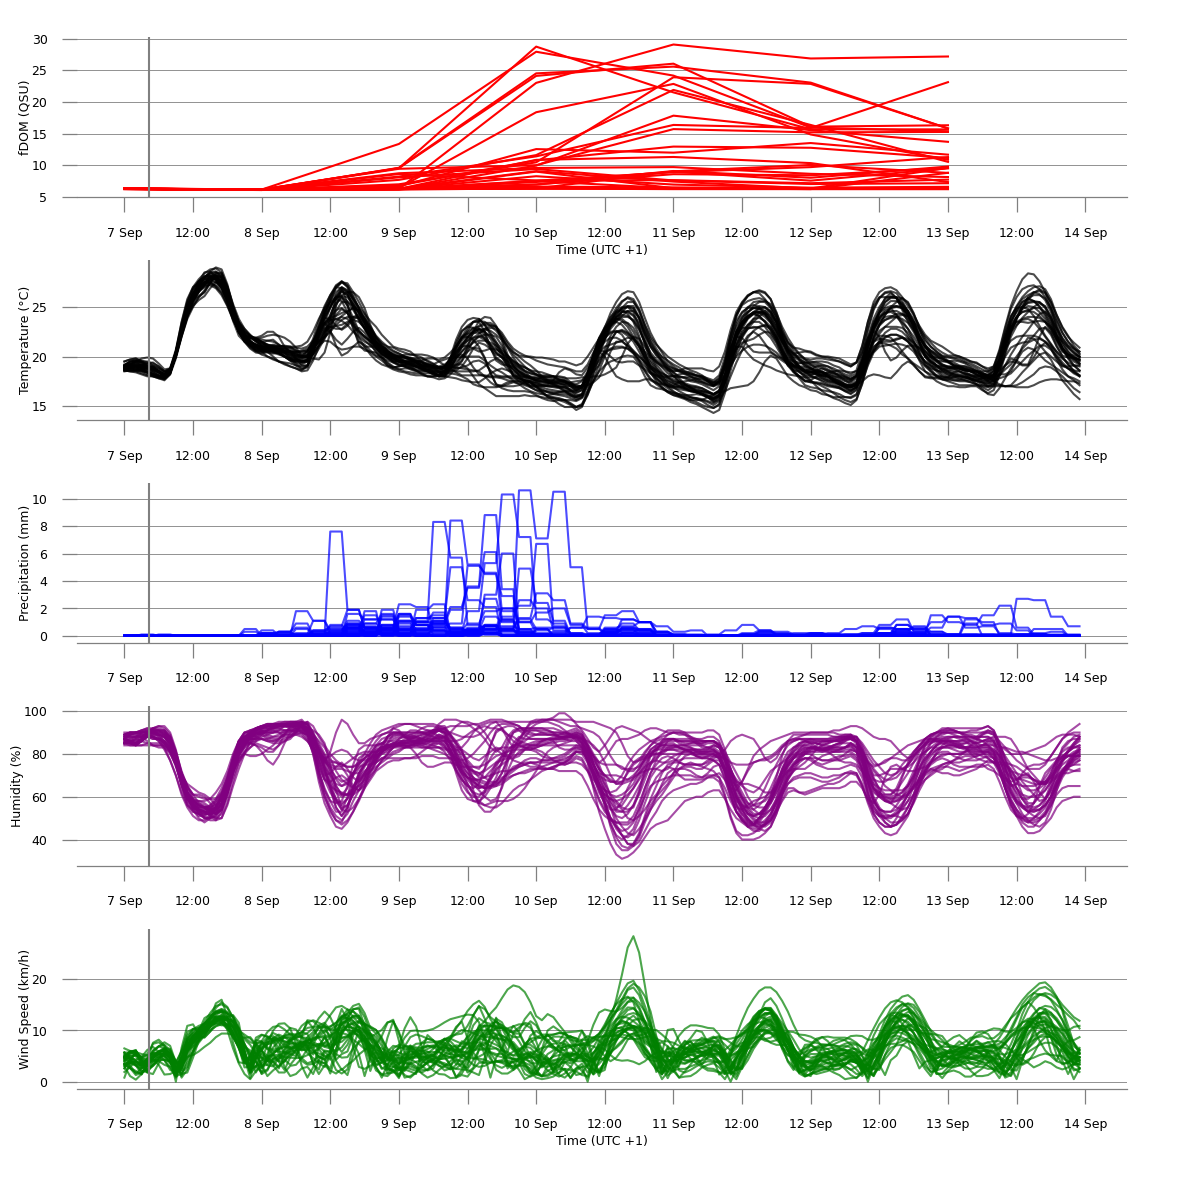 fDOM (QSU)
30
25
20
15
10
5
7 Sep 12:00 8 Sep 12:00 9 Sep 12:00 10 Sep 12:00 11 Sep 12:00 12 Sep 12:00 13 Sep 12:00 14 Sep
Time (UTC +1)
Temperature (°C)
25
20
15
7 Sep 12:00 8 Sep 12:00 9 Sep 12:00 10 Sep 12:00 11 Sep 12:00 12 Sep 12:00 13 Sep 12:00 14 Sep
Precipitation (mm)
10
8
6
4
2
0
7 Sep 12:00 8 Sep 12:00 9 Sep 12:00 10 Sep 12:00 11 Sep 12:00 12 Sep 12:00 13 Sep 12:00 14 Sep
Humidity (%)
100
80
60
40
7 Sep 12:00 8 Sep 12:00 9 Sep 12:00 10 Sep 12:00 11 Sep 12:00 12 Sep 12:00 13 Sep 12:00 14 Sep
Wind Speed (km/h)
20
10
0
7 Sep 12:00 8 Sep 12:00 9 Sep 12:00 10 Sep 12:00 11 Sep 12:00 12 Sep 12:00 13 Sep 12:00 14 Sep
Time (UTC +1)